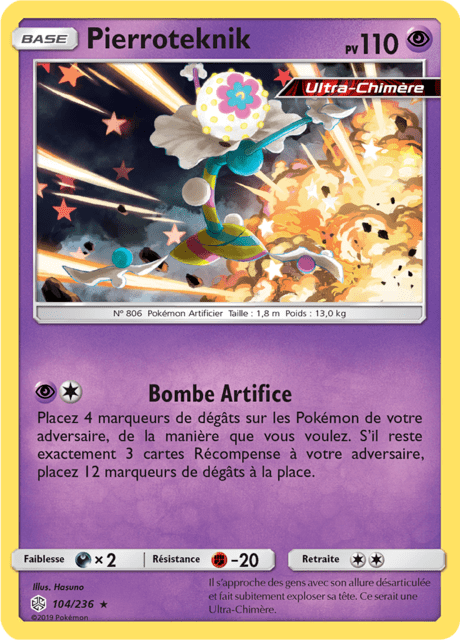 BASE Pierroteknik PV 110
Ultra-Chimère
N° 806 Pokémon Artificier Taille : 1,8 m Poids : 13,0 kg
Bombe Artifice
Placez 4 marqueurs de dégâts sur les Pokémon de votre
adversaire, de la manière que vous voulez. S'il reste
exactement 3 cartes Récompense à votre adversaire,
placez 12 marqueurs de dégâts à la place.
Faiblesse × 2 Résistance -20 Retraite
Illus. Hasuno
104/236 ★
©2019 Pokémon
Il s'approche des gens avec son allure désarticulée
et fait subitement exploser sa tête. Ce serait une
Ultra-Chimère.